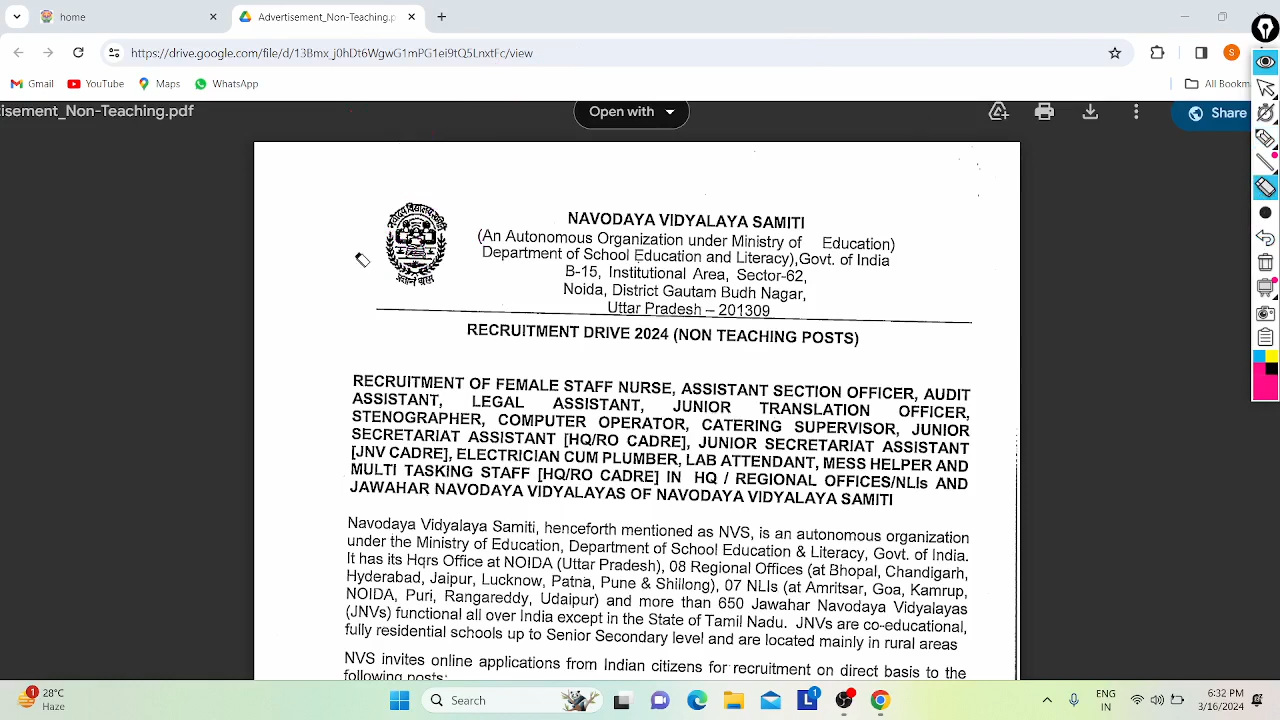 home
Advertisement_Non-Teaching.p
https://drive.google.com/file/d/13Bmx_j0hDt6WgwG1mPG1ei9tQ5LnxtFc/view
S
Gmail
YouTube
Maps
WhatsApp
All Bookm
tisement_Non-Teaching.pdf
Open with
Share
NAVODAYA VIDYALAYA SAMITI
(An Autonomous Organization under Ministry of Education)
Department of School Education and Literacy),Govt. of India
B-15, Institutional Area, Sector-62,
Noida, District Gautam Budh Nagar,
Uttar Pradesh – 201309
RECRUITMENT DRIVE 2024 (NON TEACHING POSTS)
RECRUITMENT OF FEMALE STAFF NURSE, ASSISTANT SECTION OFFICER, AUDIT
ASSISTANT, LEGAL ASSISTANT, JUNIOR TRANSLATION OFFICER,
STENOGRAPHER, COMPUTER OPERATOR, CATERING SUPERVISOR, JUNIOR
SECRETARIAT ASSISTANT [HQ/RO CADRE], JUNIOR SECRETARIAT ASSISTANT
[JNV CADRE], ELECTRICIAN CUM PLUMBER, LAB ATTENDANT, MESS HELPER AND
MULTI TASKING STAFF [HQ/RO CADRE] IN HQ / REGIONAL OFFICES/NLIs AND
JAWAHAR NAVODAYA VIDYALAYAS OF NAVODAYA VIDYALAYA SAMITI
Navodaya Vidyalaya Samiti, henceforth mentioned as NVS, is an autonomous organization
under the Ministry of Education, Department of School Education & Literacy, Govt. of India.
It has its Hqrs Office at NOIDA (Uttar Pradesh), 08 Regional Offices (at Bhopal, Chandigarh,
Hyderabad, Jaipur, Lucknow, Patna, Pune & Shillong), 07 NLIs (at Amritsar, Goa, Kamrup,
NOIDA, Puri, Rangareddy, Udaipur) and more than 650 Jawahar Navodaya Vidyalayas
(JNVs) functional all over India except in the State of Tamil Nadu. JNVs are co-educational,
fully residential schools up to Senior Secondary level and are located mainly in rural areas
NVS invites online applications from Indian citizens for recruitment on direct basis to the
following posts:
1
28°C
Haze
Search
L
1
ENG
IN
6:32 PM
3/16/2024